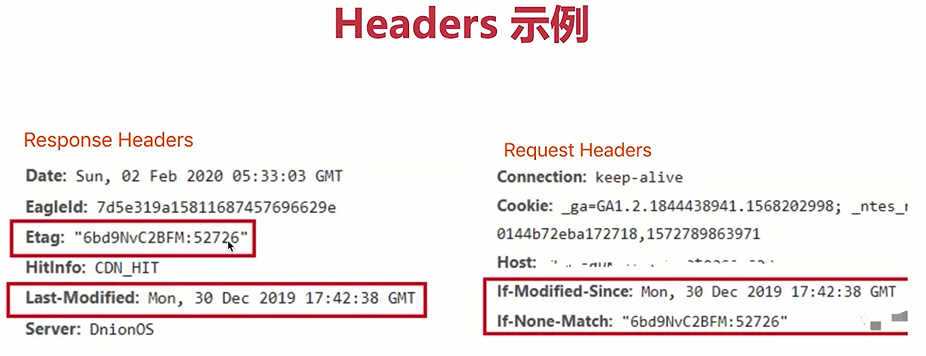 Headers 示例
Response Headers
Date: Sun, 02 Feb 2020 05:33:03 GMT
EagleId: 7d5e319a15811687457696629e
Etag: "6bd9NvC2BFM:52726"
HitInfo: CDN_HIT
Last-Modified: Mon, 30 Dec 2019 17:42:38 GMT
Server: DnionOS
Request Headers
Connection: keep-alive
Cookie: _ga=GA1.2.1844438941.1568202998; _ntes_
0144b72eba172718,1572789863971
Host:
If-Modified-Since: Mon, 30 Dec 2019 17:42:38 GMT
If-None-Match: "6bd9NvC2BFM:52726"